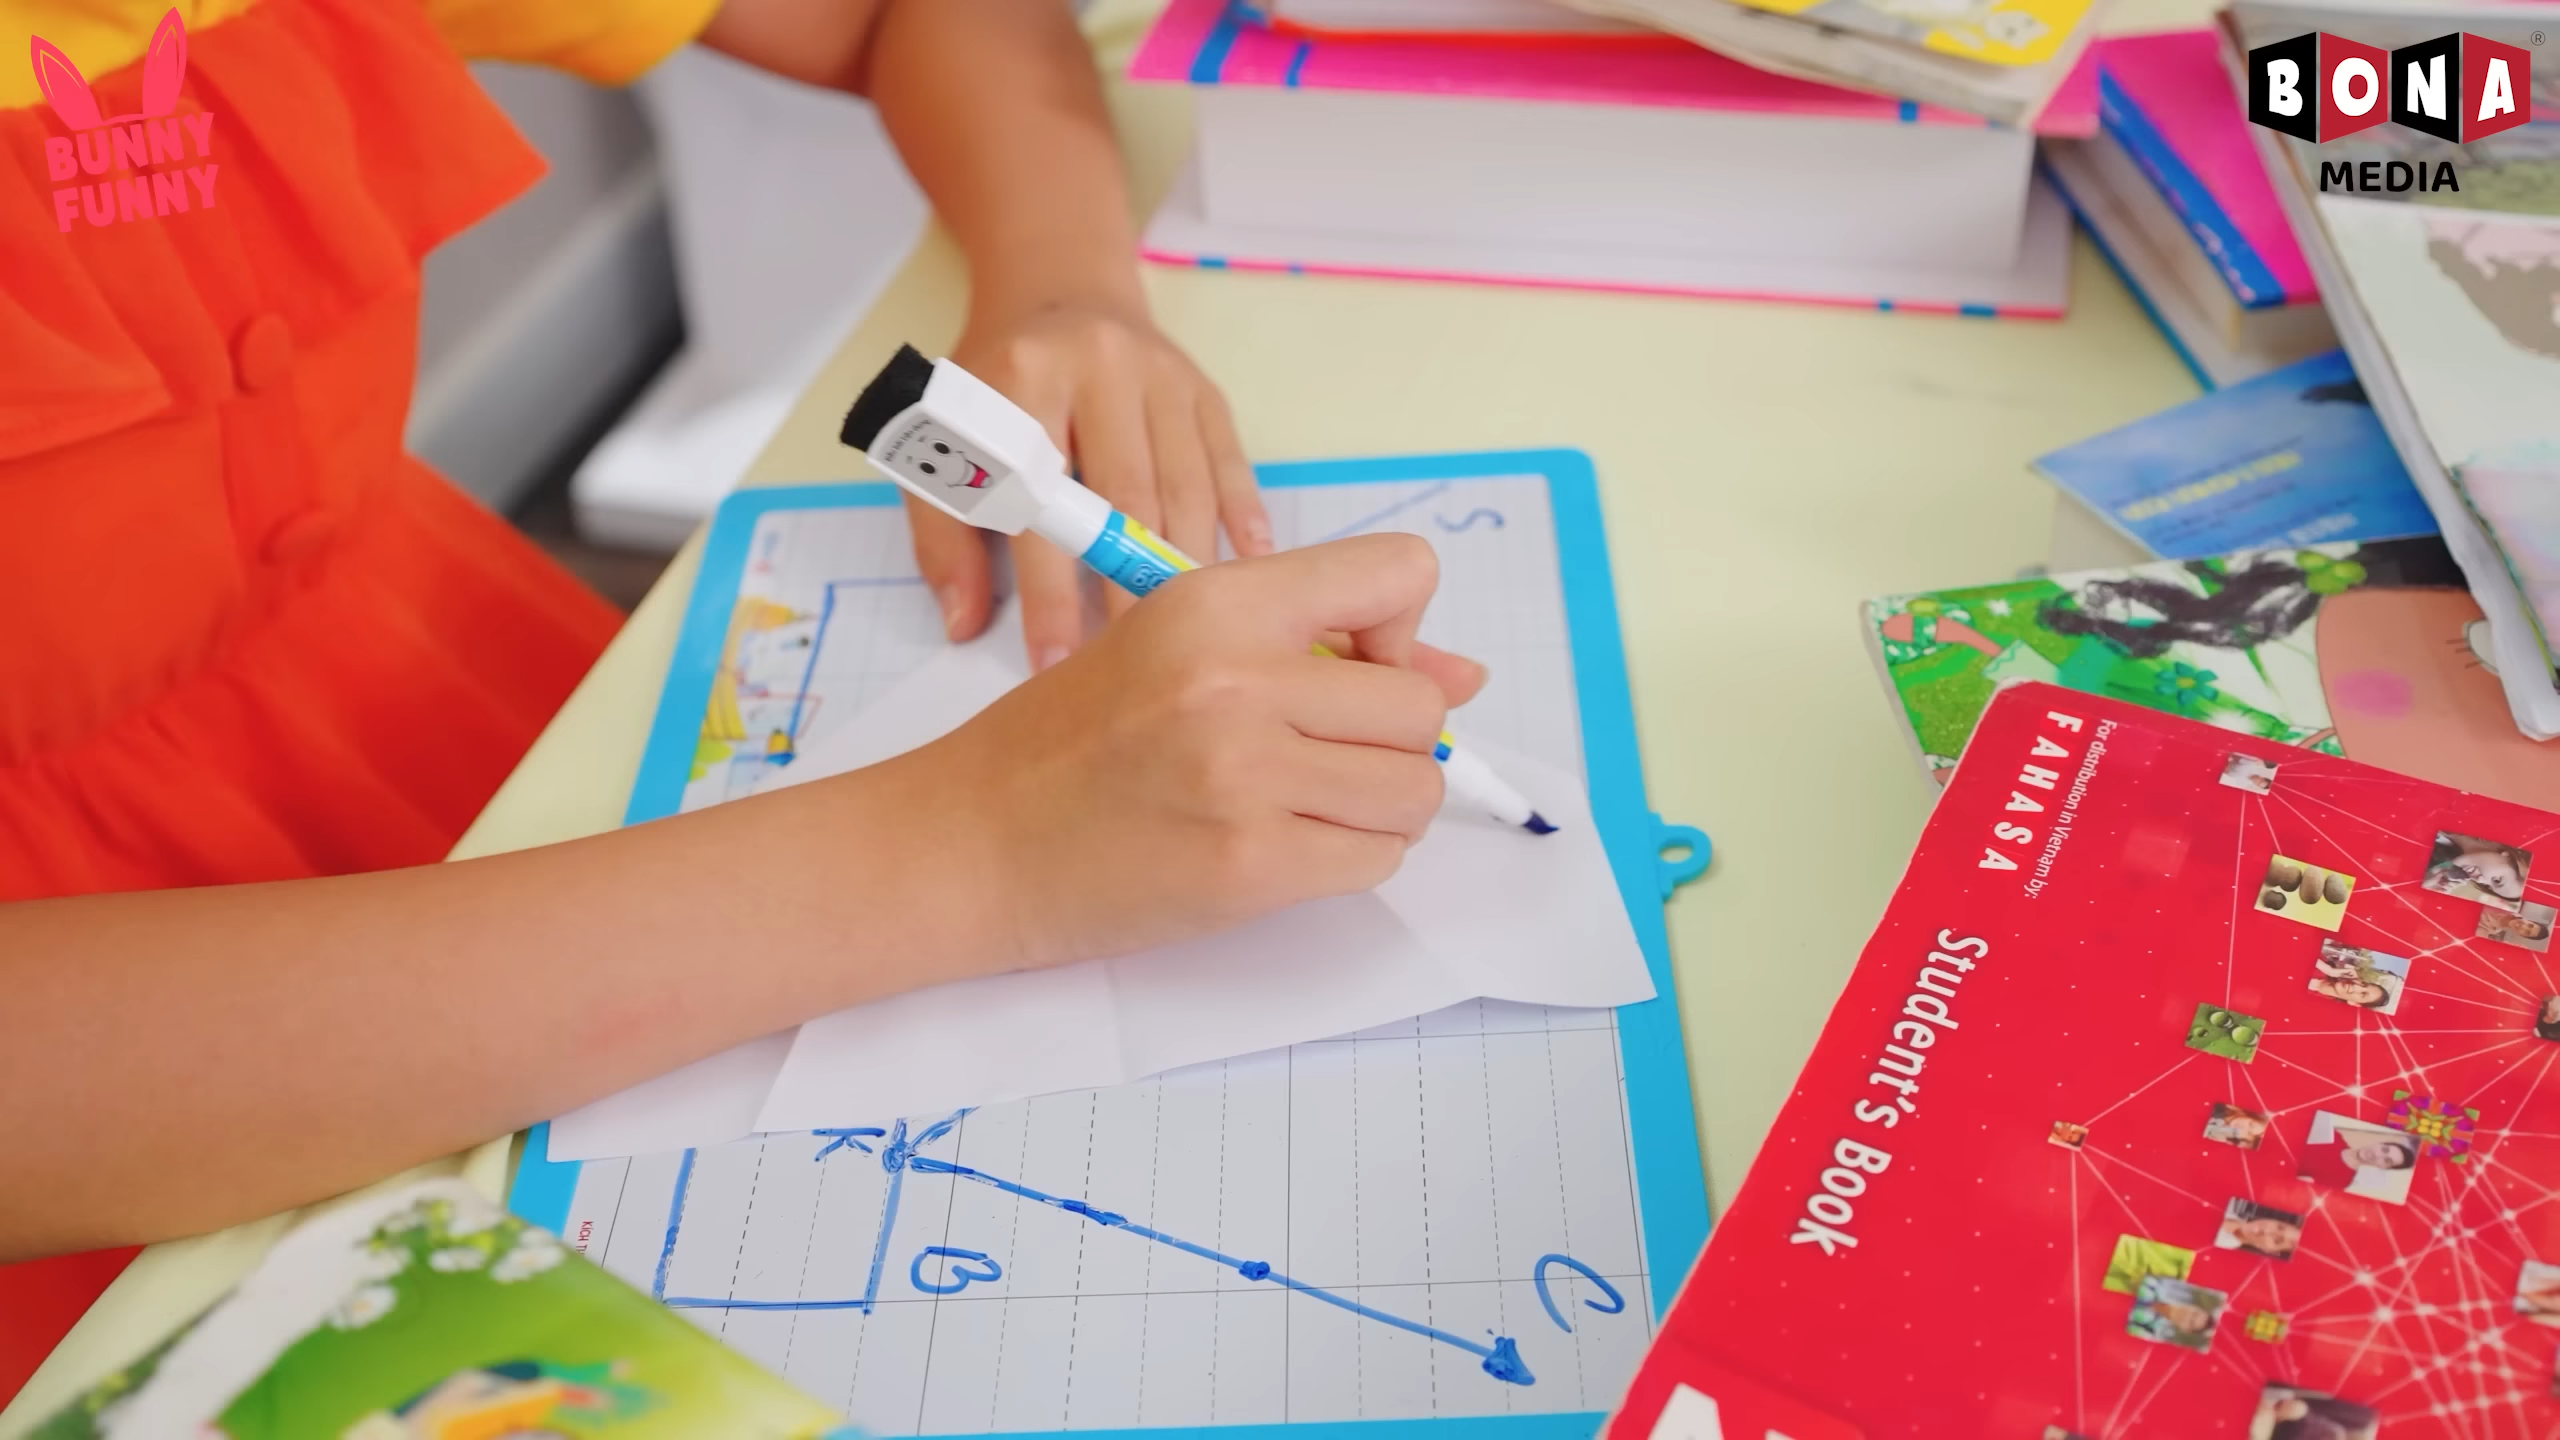 BUNNY
FUNNY
BONA
®
MEDIA
S
K
B
C
For distribution in Vietnam by:
FAHASA
Student's Book